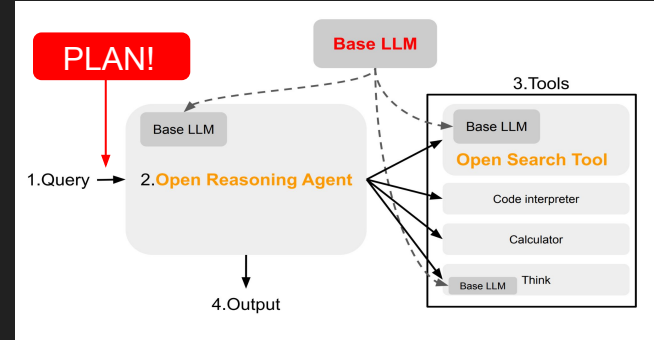 PLAN!
Base LLM
3.Tools
Base LLM
Base LLM
Open Search Tool
1.Query
2.Open Reasoning Agent
Code interpreter
Calculator
Base LLM
Think
4.Output